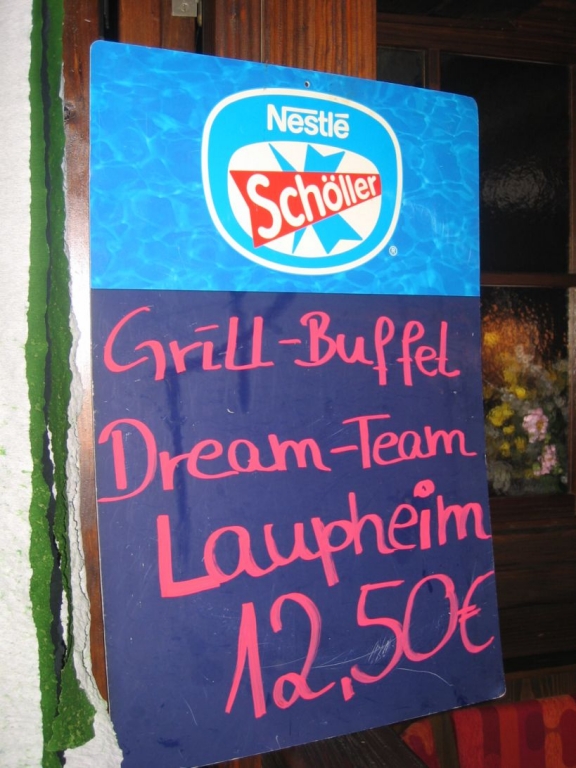 Nestlé
Schöller
®
Grill-Buffet
Dream-Team
Laupheim
12,50€